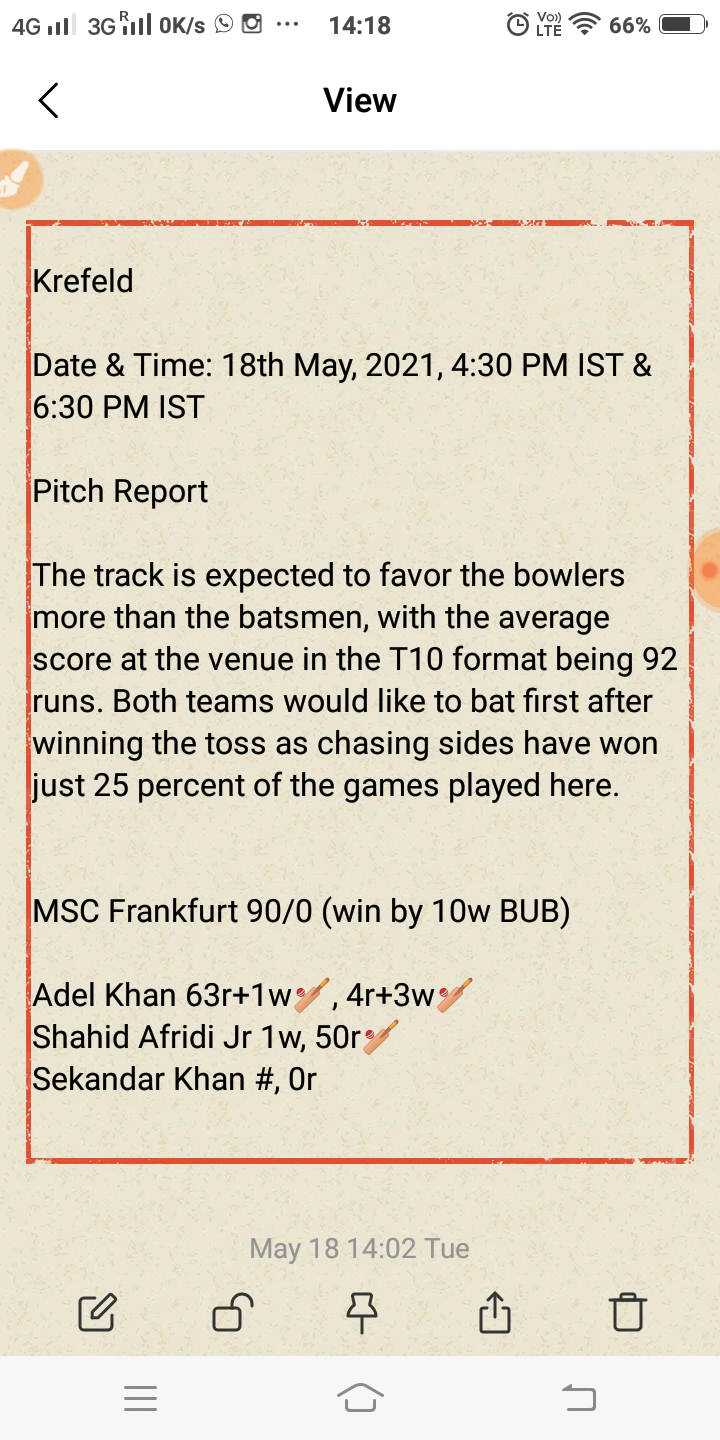 4G 3G R 0K/s ··· 14:18 Vo)) LTE 66%
View
Krefeld
Date & Time: 18th May, 2021, 4:30 PM IST &
6:30 PM IST
Pitch Report
The track is expected to favor the bowlers
more than the batsmen, with the average
score at the venue in the T10 format being 92
runs. Both teams would like to bat first after
winning the toss as chasing sides have won
just 25 percent of the games played here.
MSC Frankfurt 90/0 (win by 10w BUB)
Adel Khan 63r+1w🏏, 4r+3w🏏
Shahid Afridi Jr 1w, 50r🏏
Sekandar Khan #, 0r
May 18 14:02 Tue